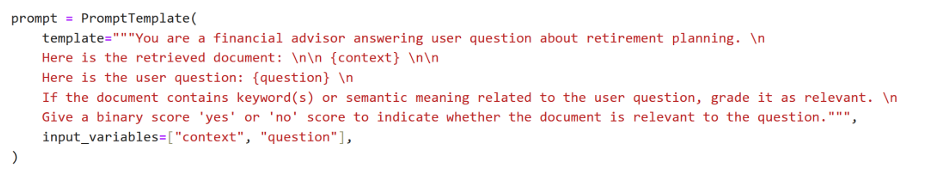 prompt = PromptTemplate(
    template="""You are a financial advisor answering user question about retirement planning. \n
    Here is the retrieved document: \n\n {context} \n\n
    Here is the user question: {question} \n
    If the document contains keyword(s) or semantic meaning related to the user question, grade it as relevant. \n
    Give a binary score 'yes' or 'no' score to indicate whether the document is relevant to the question.""",
    input_variables=["context", "question"],
)